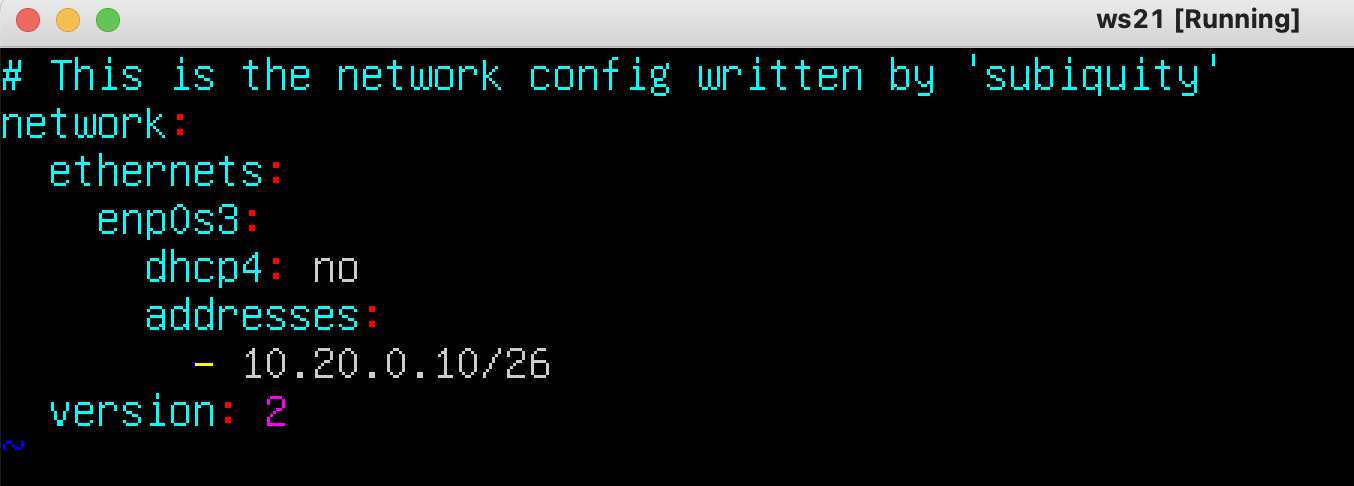 ws21 [Running]
# This is the network config written by 'subiquity'
network:
  ethernets:
    enp0s3:
      dhcp4: no
      addresses:
        - 10.20.0.10/26
  version: 2
~